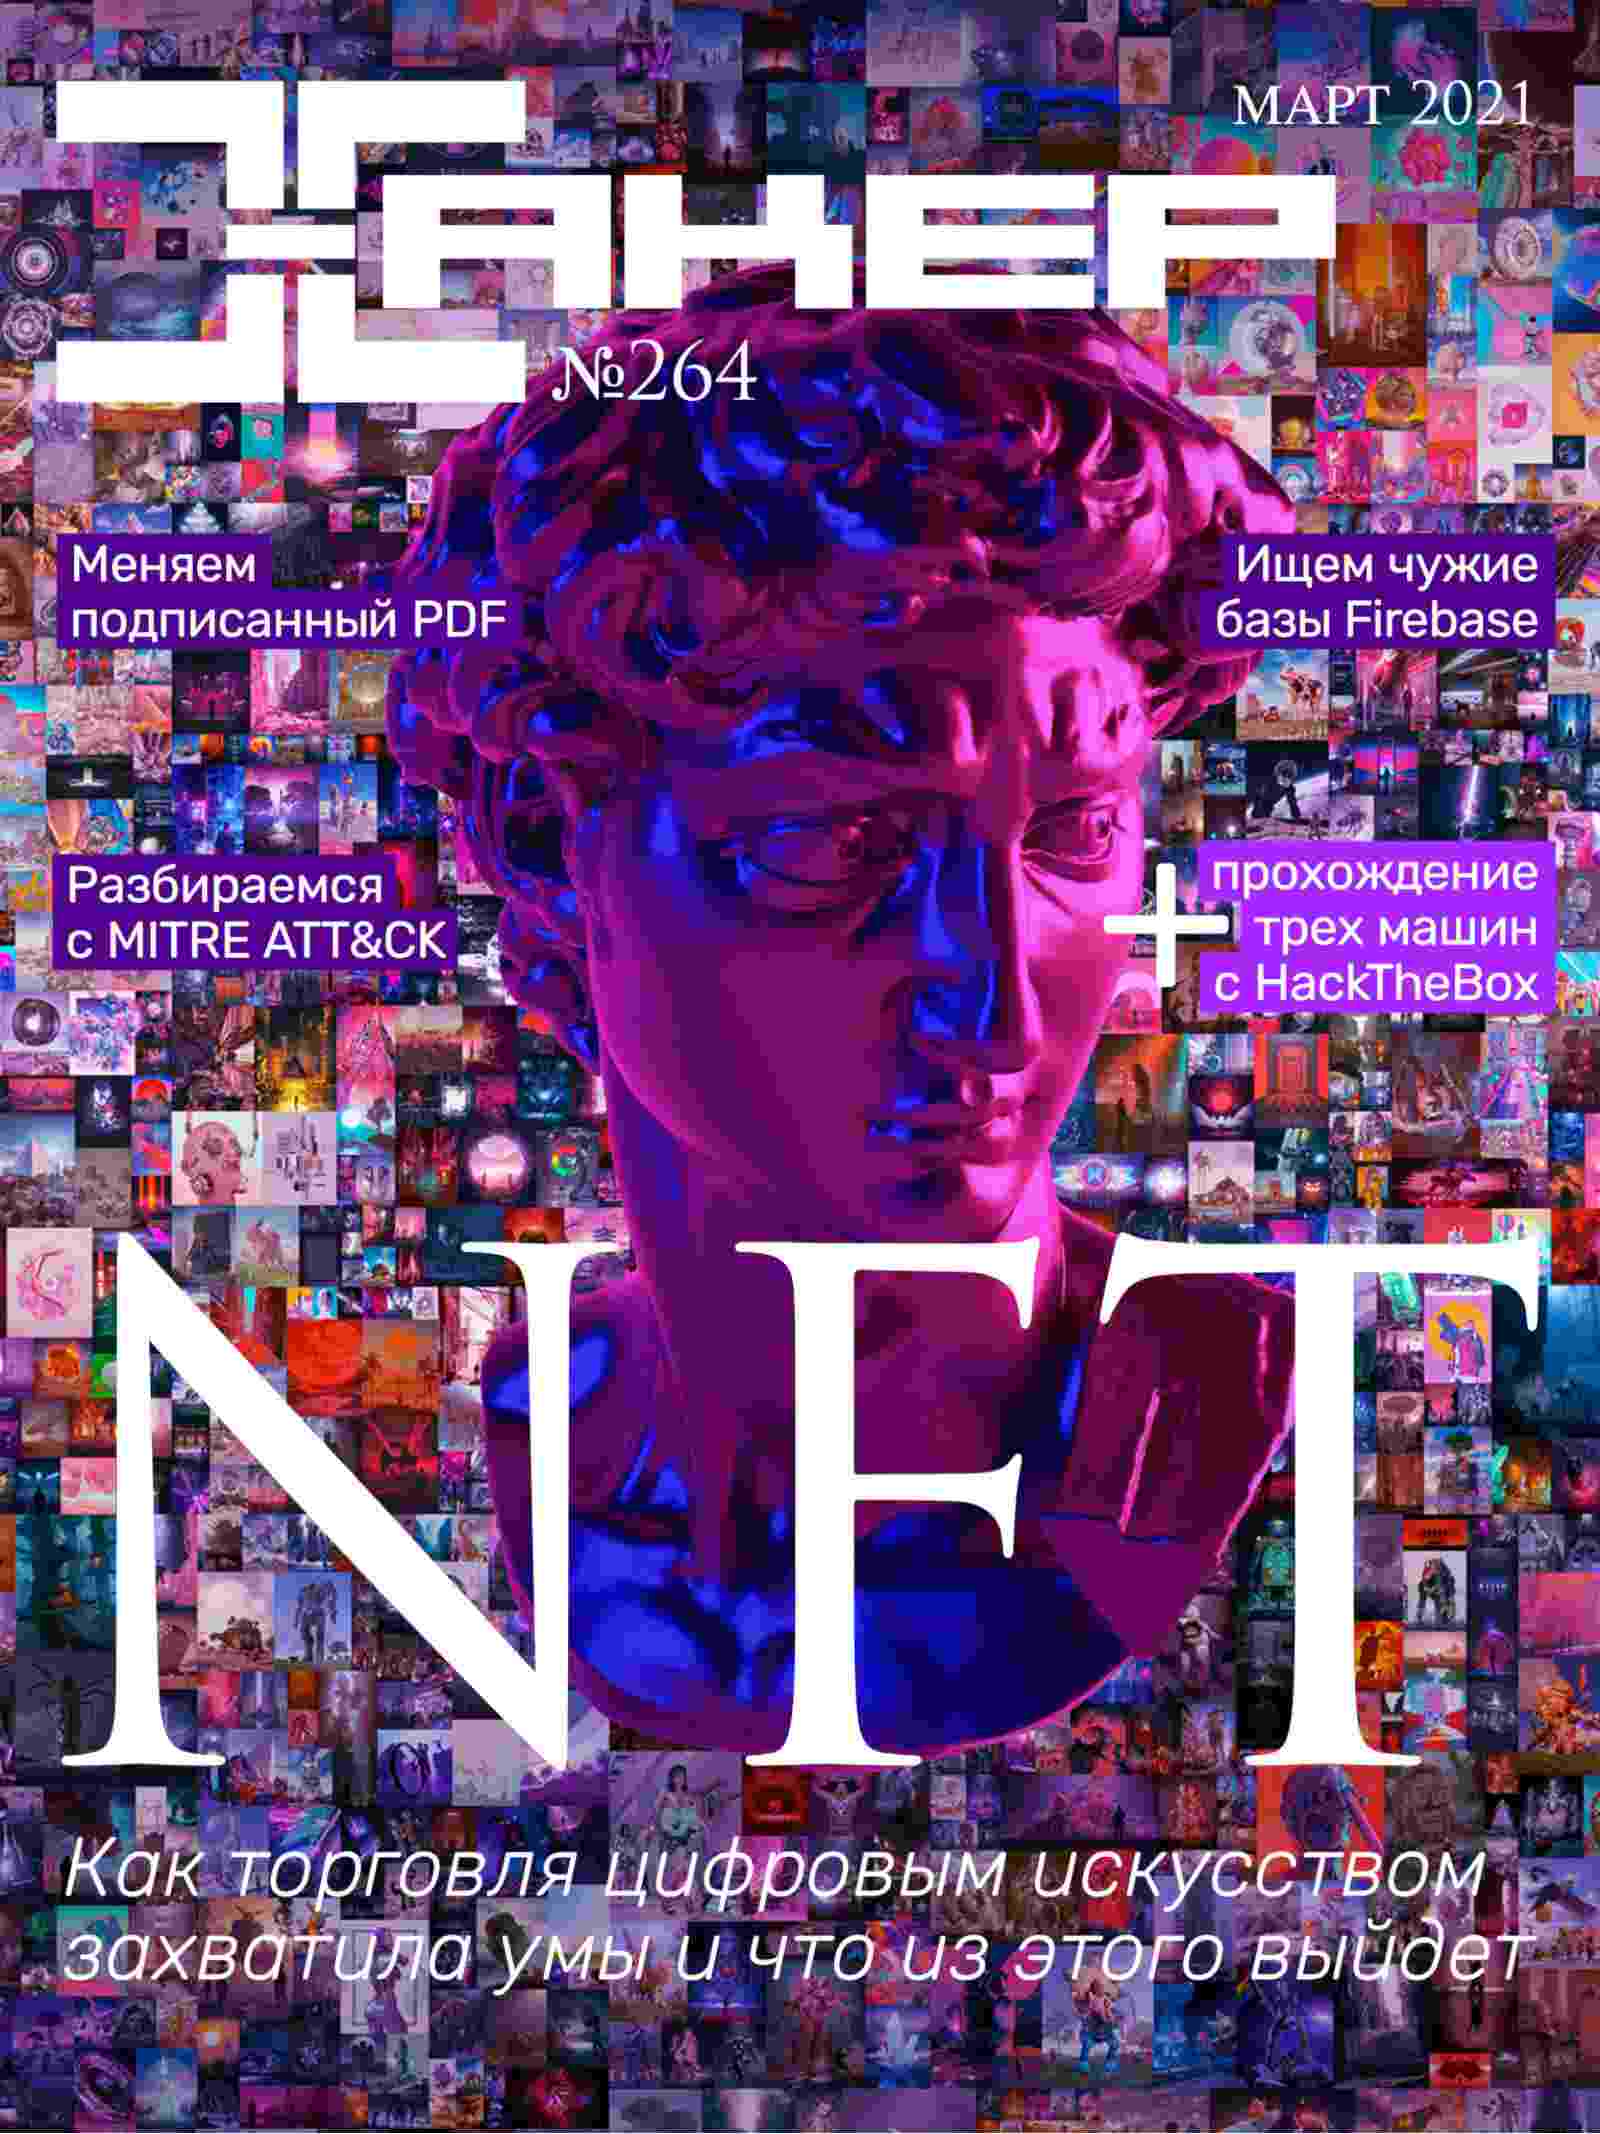 МАРТ 2021
ХАКЕР
№264
Меняем
подписанный PDF
Ищем чужие
базы Firebase
Разбираемся
с MITRE ATT&CK
+
прохождение
трех машин
с HackTheBox
NFT
Как торговля цифровым искусством
захватила умы и что из этого выйдет